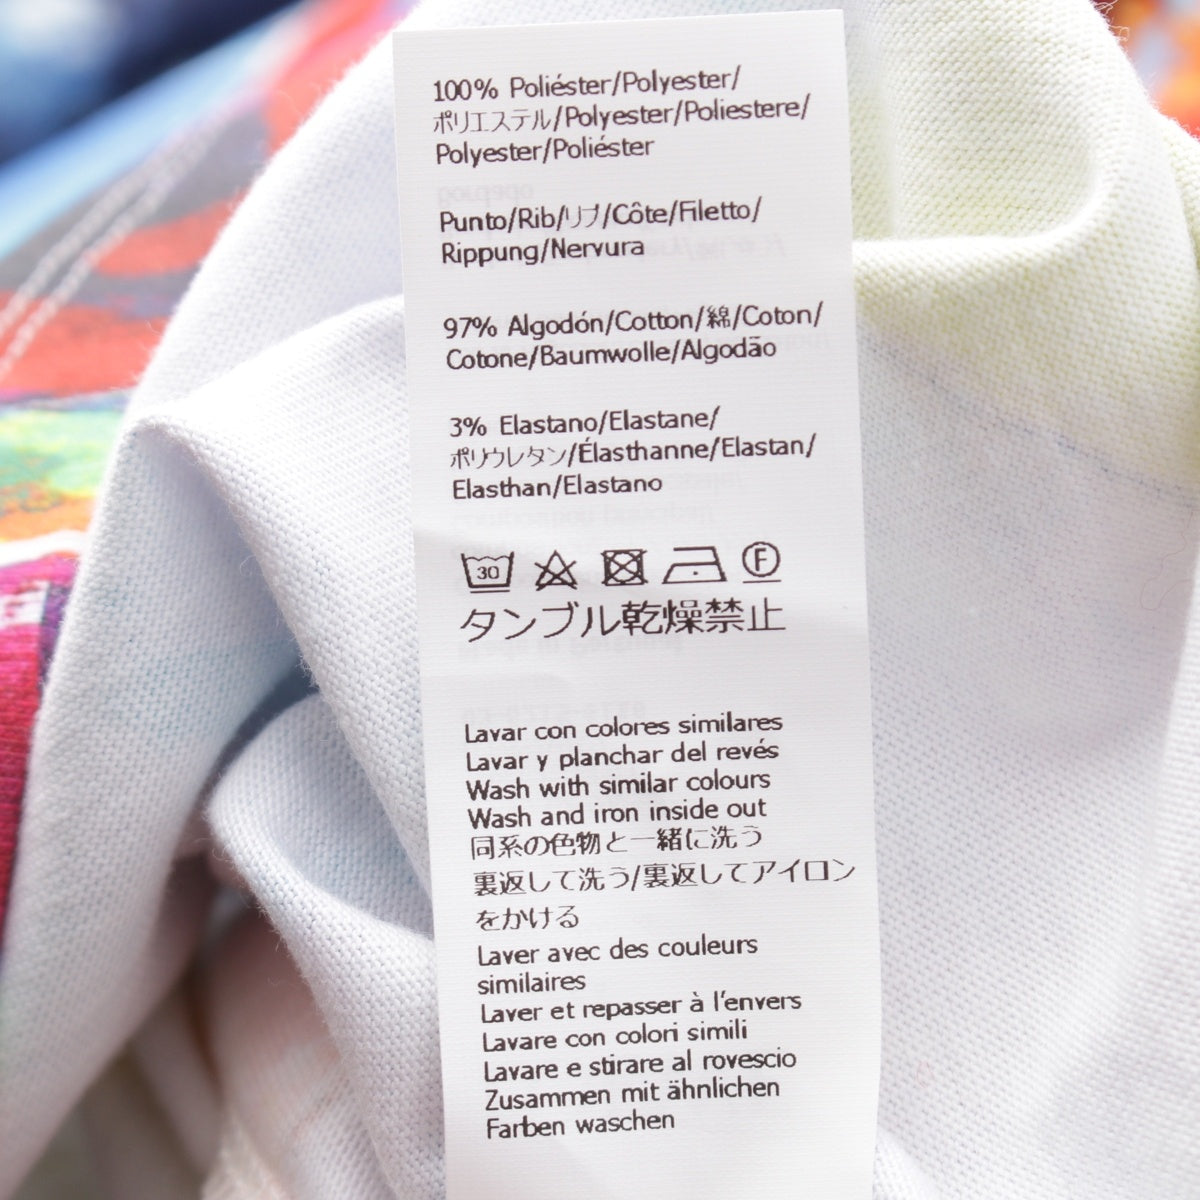 100% Poliéster/Polyester/
ポリエステル/Polyester/Poliestere/
Polyester/Poliéster
Punto/Rib/リブ/Côte/Filetto/
Rippung/Nervura
97% Algodón/Cotton/綿/Coton/
Cotone/Baumwolle/Algodão
3% Elastano/Elastane/
ポリウレタン/Élasthanne/Elastan/
Elasthan/Elastano
30 F
タンブル乾燥禁止
Lavar con colores similares
Lavar y planchar del revés
Wash with similar colours
Wash and iron inside out
同系の色物と一緒に洗う
裏返して洗う/裏返してアイロン
をかける
Laver avec des couleurs
similaires
Laver et repasser à l'envers
Lavare con colori simili
Lavare e stirare al rovescio
Zusammen mit ähnlichen
Farben waschen